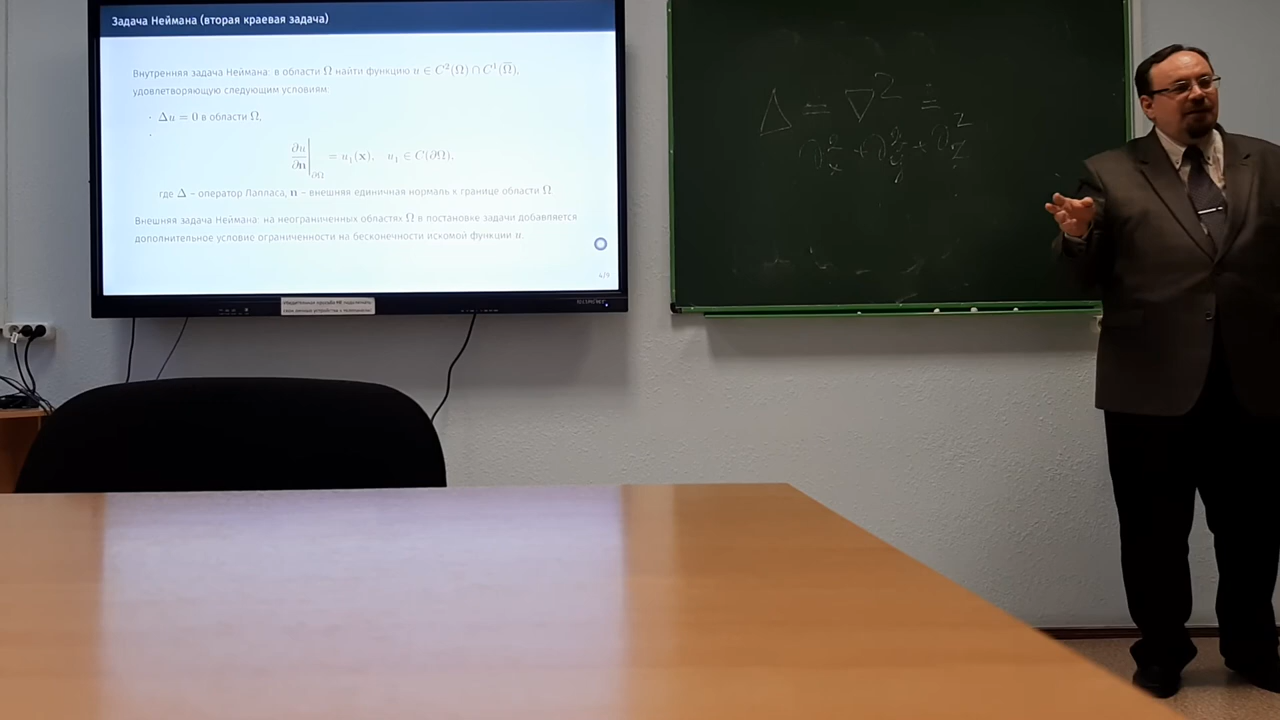 Задача Неймана (вторая краевая задача)
Внутренняя задача Неймана: в области Ω найти функцию u ∈ C²(Ω) ∩ C¹(Ω̅),
удовлетворяющую следующим условиям:
· Δu = 0 в области Ω,
·
∂u/∂n|∂Ω = u₁(x), u₁ ∈ C(∂Ω),
где Δ – оператор Лапласа, n – внешняя единичная нормаль к границе области Ω
Внешняя задача Неймана: на неограниченных областях Ω в постановке задачи добавляется
дополнительное условие ограниченности на бесконечности искомой функции u.
4/9
Δ = ∇² =
∂²x + ∂²y + ∂²z